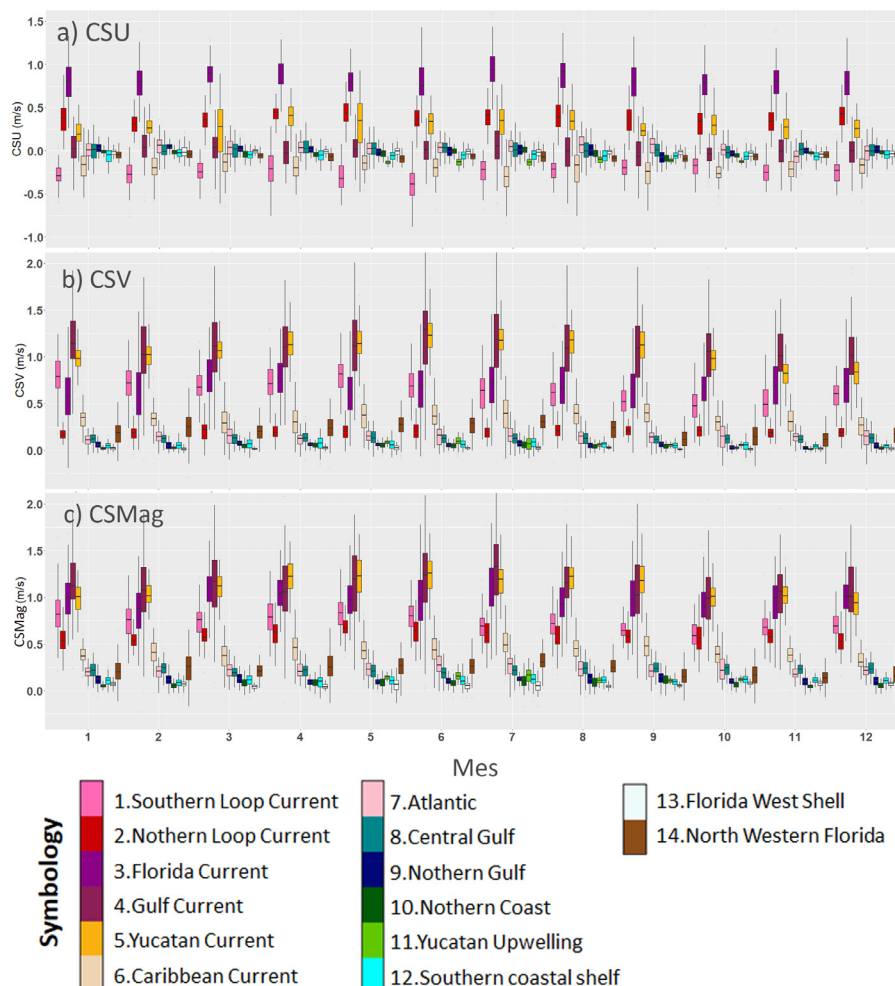 a) CSU
CSU (m/s)
1.5
1.0
0.5
0.0
-0.5
-1.0
b) CSV
CSV (m/s)
2.0
1.5
1.0
0.5
0.0
c) CSMag
CSMag (m/s)
2.0
1.5
1.0
0.5
0.0
1 2 3 4 5 6 7 8 9 10 11 12
Mes
Symbology
1.Southern Loop Current
2.Nothern Loop Current
3.Florida Current
4.Gulf Current
5.Yucatan Current
6.Caribbean Current
7.Atlantic
8.Central Gulf
9.Nothern Gulf
10.Nothern Coast
11.Yucatan Upwelling
12.Southern coastal shelf
13.Florida West Shell
14.North Western Florida